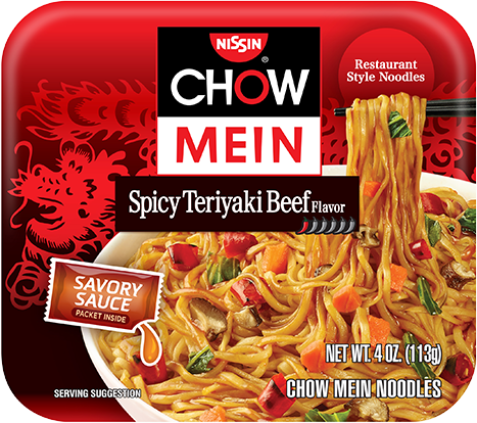 NISSIN
CHOW
MEIN
Restaurant
Style Noodles
Spicy Teriyaki Beef Flavor
SAVORY
SAUCE
PACKET INSIDE
NET WT. 4 OZ. (113g)
CHOW MEIN NOODLES
SERVING SUGGESTION